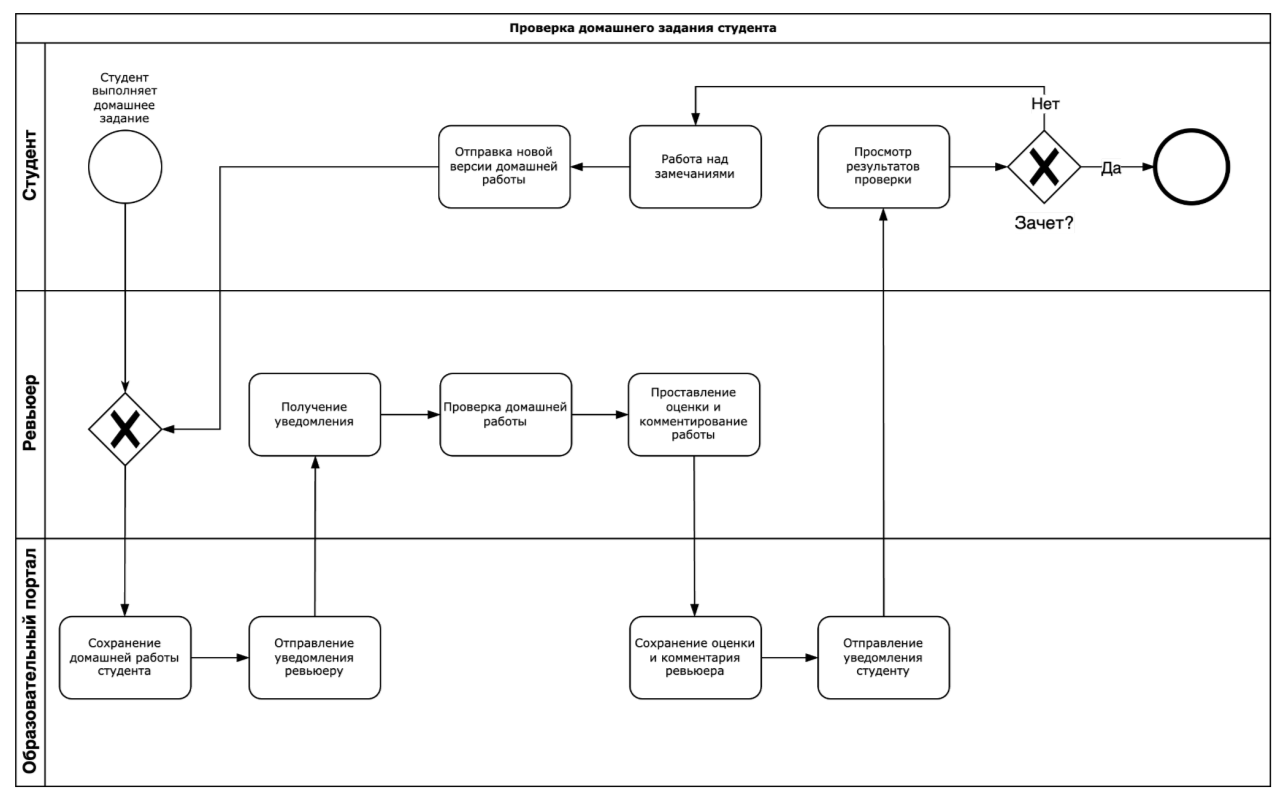 Проверка домашнего задания студента
Студент
Студент
выполняет
домашнее
задание
Отправка новой
версии домашней
работы
Работа над
замечаниями
Просмотр
результатов
проверки
Нет
Да
Зачет?
Ревьюер
Получение
уведомления
Проверка домашней
работы
Проставление
оценки и
комментирование
работы
Образовательный портал
Сохранение
домашней работы
студента
Отправление
уведомления
ревьюеру
Сохранение оценки
и комментария
ревьюера
Отправление
уведомления
студенту